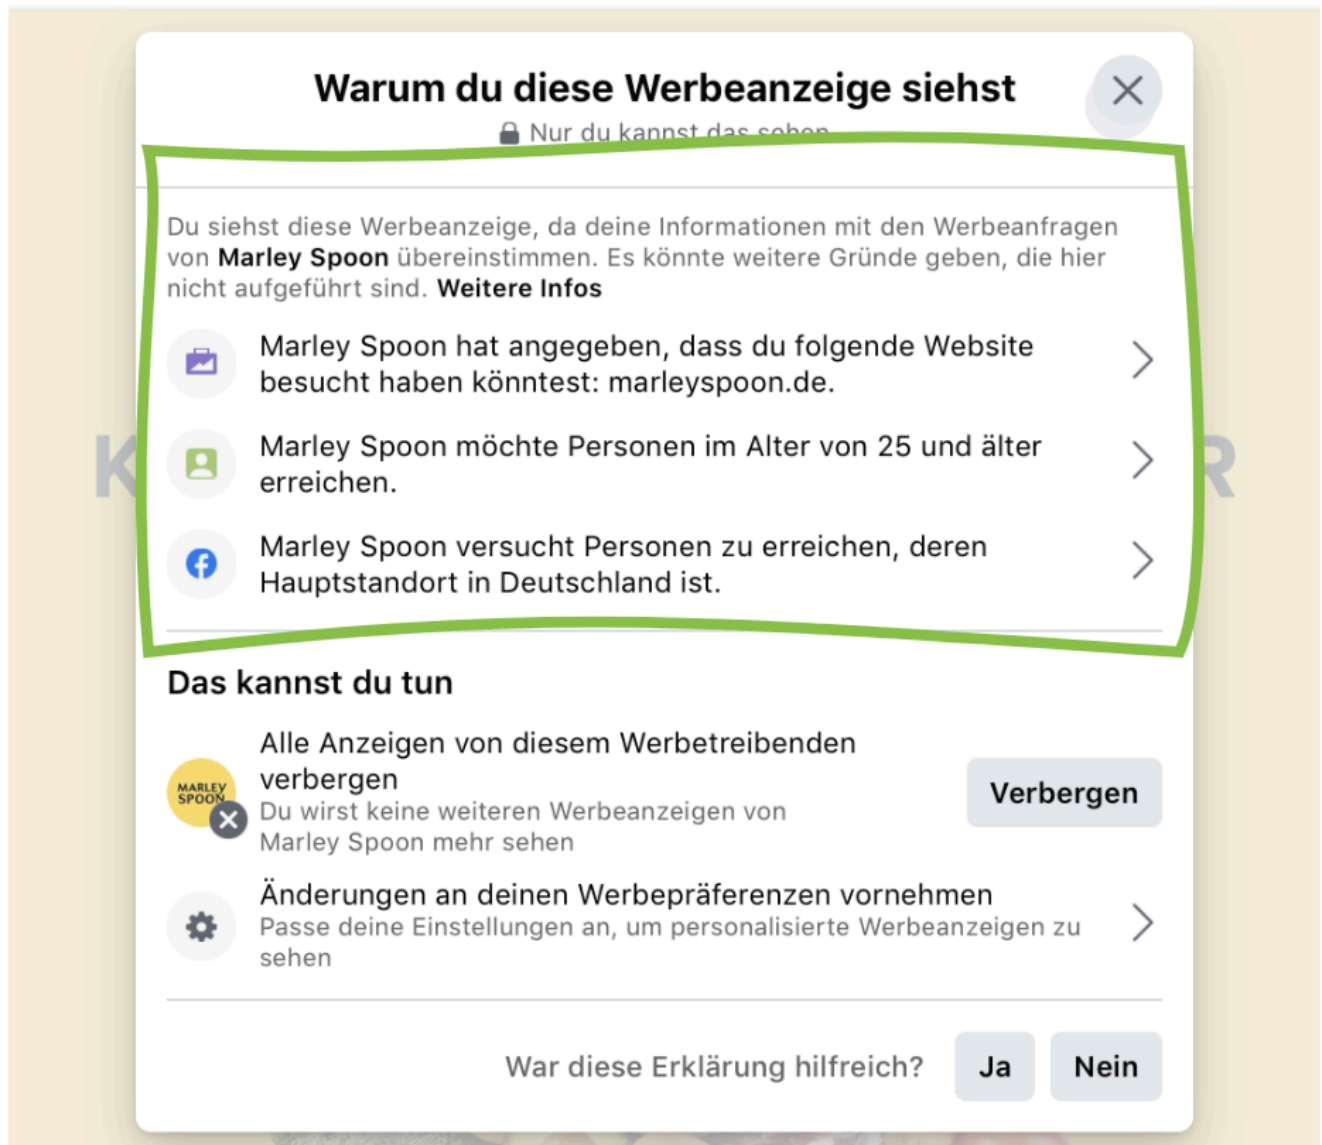 Warum du diese Werbeanzeige siehst
Nur du kannst das sehen
Du siehst diese Werbeanzeige, da deine Informationen mit den Werbeanfragen
von Marley Spoon übereinstimmen. Es könnte weitere Gründe geben, die hier
nicht aufgeführt sind. Weitere Infos
Marley Spoon hat angegeben, dass du folgende Website
besucht haben könntest: marleyspoon.de.
Marley Spoon möchte Personen im Alter von 25 und älter
erreichen.
K
R
Marley Spoon versucht Personen zu erreichen, deren
Hauptstandort in Deutschland ist.
Das kannst du tun
Alle Anzeigen von diesem Werbetreibenden
verbergen
MARLEY
SPOON
Du wirst keine weiteren Werbeanzeigen von
Marley Spoon mehr sehen
Verbergen
Änderungen an deinen Werbepräferenzen vornehmen
Passe deine Einstellungen an, um personalisierte Werbeanzeigen zu
sehen
War diese Erklärung hilfreich?
Ja
Nein